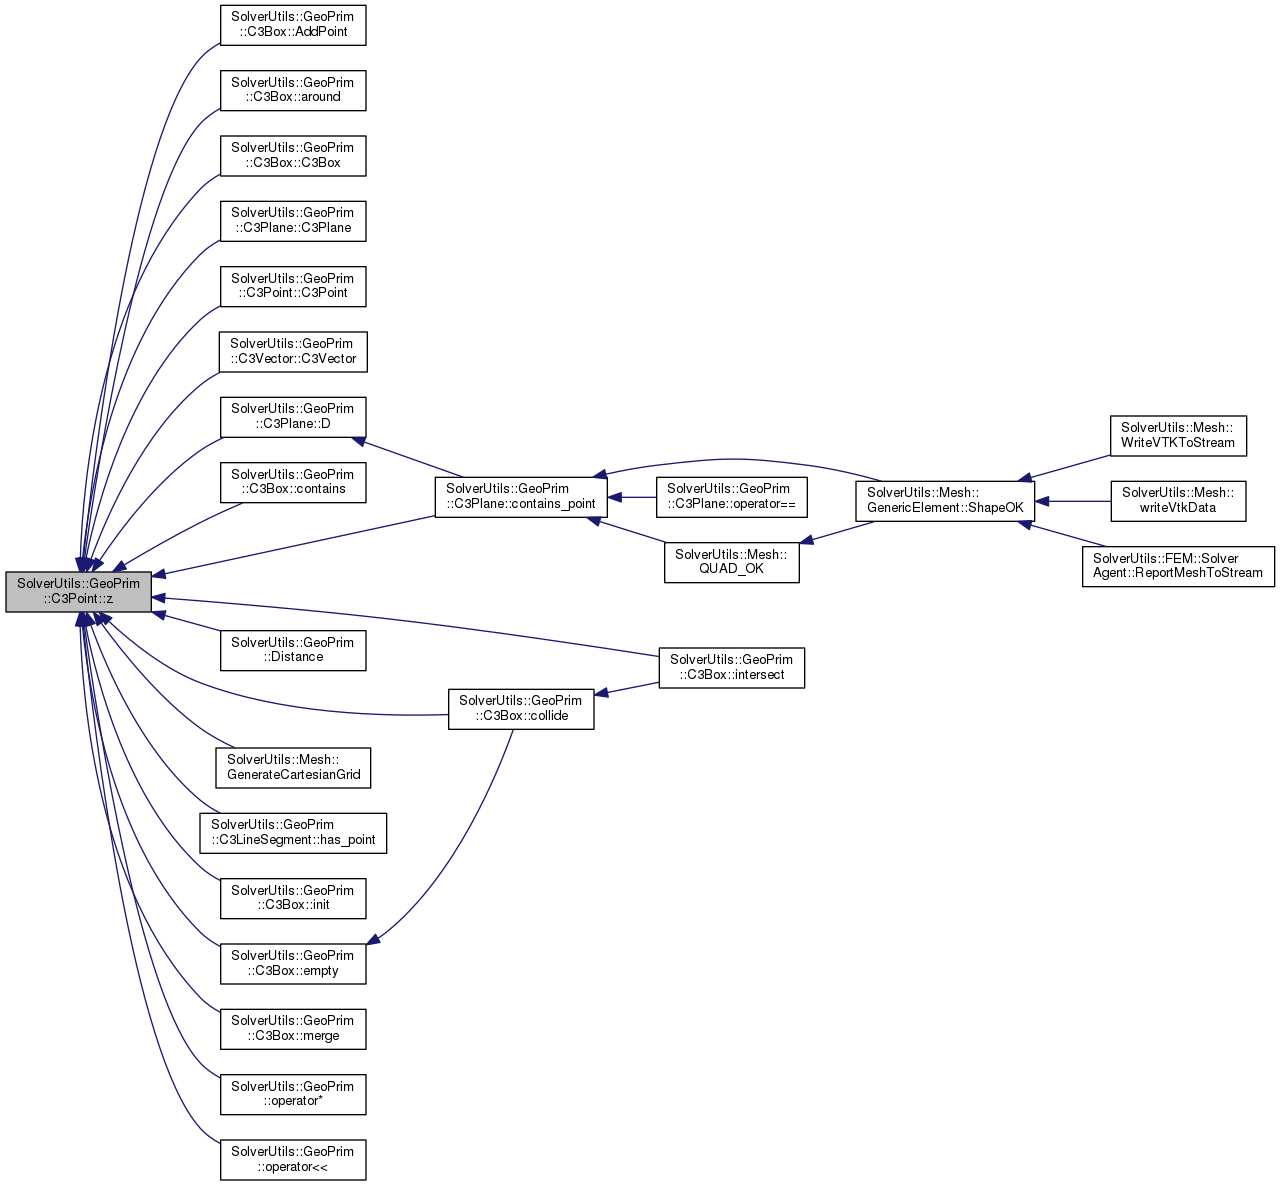 SolverUtils::GeoPrim
::C3Box::AddPoint
SolverUtils::GeoPrim
::C3Box::around
SolverUtils::GeoPrim
::C3Box::C3Box
SolverUtils::GeoPrim
::C3Plane::C3Plane
SolverUtils::GeoPrim
::C3Point::C3Point
SolverUtils::GeoPrim
::C3Vector::C3Vector
SolverUtils::GeoPrim
::C3Plane::D
SolverUtils::GeoPrim
::C3Box::contains
SolverUtils::GeoPrim
::C3Plane::contains_point
SolverUtils::GeoPrim
::C3Plane::operator==
SolverUtils::Mesh::
QUAD_OK
SolverUtils::Mesh::
GenericElement::ShapeOK
SolverUtils::Mesh::
WriteVTKToStream
SolverUtils::Mesh::
writeVtkData
SolverUtils::FEM::Solver
Agent::ReportMeshToStream
SolverUtils::GeoPrim
::C3Point::z
SolverUtils::GeoPrim
::Distance
SolverUtils::GeoPrim
::C3Box::intersect
SolverUtils::GeoPrim
::C3Box::collide
SolverUtils::Mesh::
GenerateCartesianGrid
SolverUtils::GeoPrim
::C3LineSegment::has_point
SolverUtils::GeoPrim
::C3Box::init
SolverUtils::GeoPrim
::C3Box::empty
SolverUtils::GeoPrim
::C3Box::merge
SolverUtils::GeoPrim
::operator*
SolverUtils::GeoPrim
::operator<<